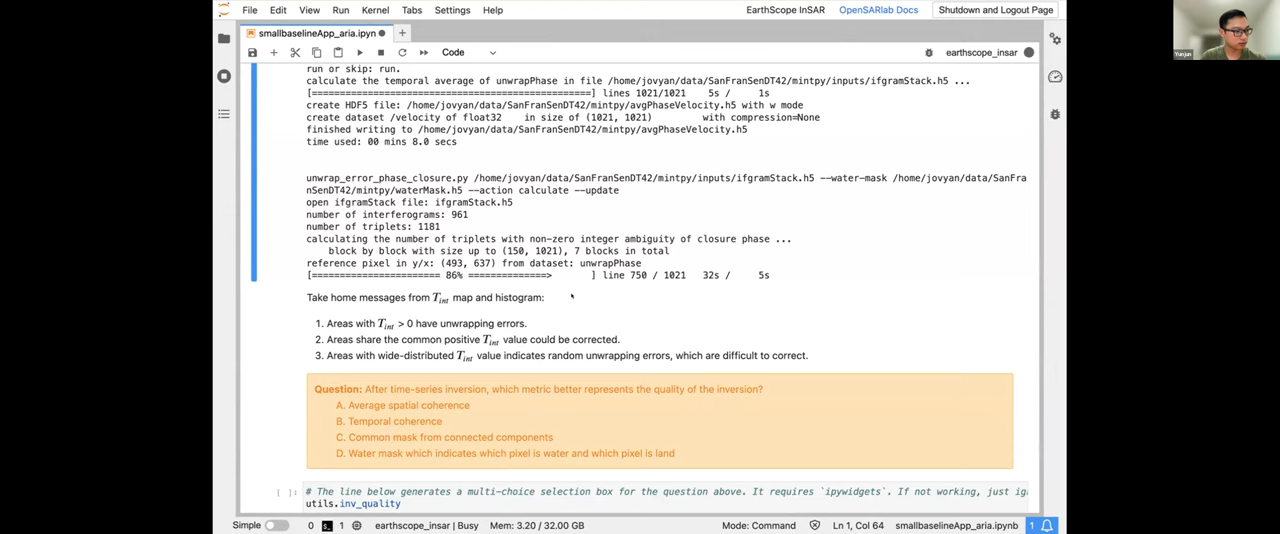 File Edit View Run Kernel Tabs Settings Help EarthScope InSAR OpenSARlab Docs Shutdown and Logout Page
smallbaselineApp_aria.ipyn
Code earthscope_insar
run or skip: run.
calculate the temporal average of unwrapPhase in file /home/jovyan/data/SanFranSenDT42/mintpy/inputs/ifgramStack.h5 ...
[==================================================] lines 1021/1021 5s / 1s
create HDF5 file: /home/jovyan/data/SanFranSenDT42/mintpy/avgPhaseVelocity.h5 with w mode
create dataset /velocity of float32 in size of (1021, 1021) with compression=None
finished writing to /home/jovyan/data/SanFranSenDT42/mintpy/avgPhaseVelocity.h5
time used: 00 mins 8.0 secs
unwrap_error_phase_closure.py /home/jovyan/data/SanFranSenDT42/mintpy/inputs/ifgramStack.h5 --water-mask /home/jovyan/data/SanFra
nSenDT42/mintpy/waterMask.h5 --action calculate --update
open ifgramStack file: ifgramStack.h5
number of interferograms: 961
number of triplets: 1181
calculating the number of triplets with non-zero integer ambiguity of closure phase ...
block by block with size up to (150, 1021), 7 blocks in total
reference pixel in y/x: (493, 637) from dataset: unwrapPhase
[======================= 86% ==============> ] line 750 / 1021 32s / 5s
Take home messages from Tint map and histogram:
1. Areas with Tint > 0 have unwrapping errors.
2. Areas share the common positive Tint value could be corrected.
3. Areas with wide-distributed Tint value indicates random unwrapping errors, which are difficult to correct.
Question: After time-series inversion, which metric better represents the quality of the inversion?
A. Average spatial coherence
B. Temporal coherence
C. Common mask from connected components
D. Water mask which indicates which pixel is water and which pixel is land
[ ]: # The line below generates a multi-choice selection box for the question above. It requires `ipywidgets`. If not working, just ig
utils.inv_quality
Simple 0 1 earthscope_insar | Busy Mem: 3.20 / 32.00 GB Mode: Command Ln 1, Col 64 smallbaselineApp_aria.ipynb 1
Yunjun